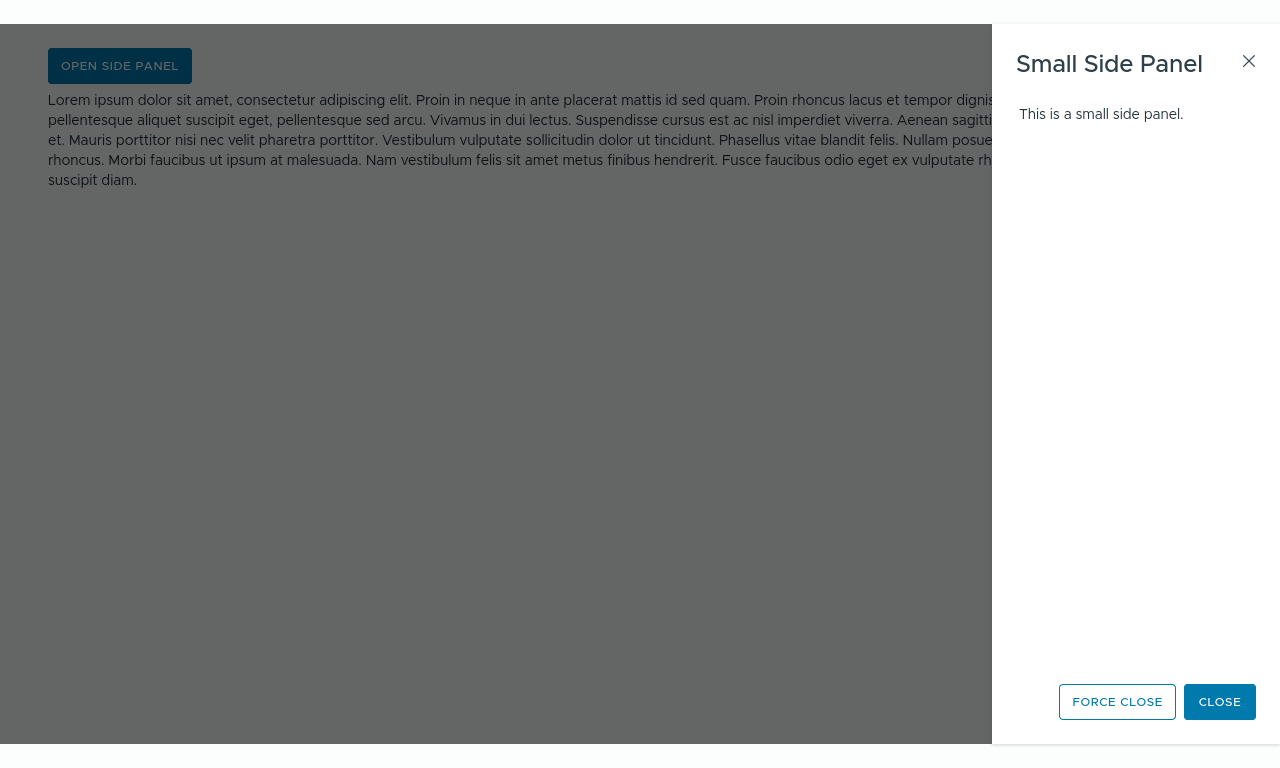 OPEN SIDE PANEL
Lorem ipsum dolor sit amet, consectetur adipiscing elit. Proin in neque in ante placerat mattis id sed quam. Proin rhoncus lacus et tempor dignis
pellentesque aliquet suscipit eget, pellentesque sed arcu. Vivamus in dui lectus. Suspendisse cursus est ac nisl imperdiet viverra. Aenean sagitti
et. Mauris porttitor nisi nec velit pharetra porttitor. Vestibulum vulputate sollicitudin dolor ut tincidunt. Phasellus vitae blandit felis. Nullam posue
rhoncus. Morbi faucibus ut ipsum at malesuada. Nam vestibulum felis sit amet metus finibus hendrerit. Fusce faucibus odio eget ex vulputate rh
suscipit diam.
Small Side Panel
This is a small side panel.
FORCE CLOSE
CLOSE